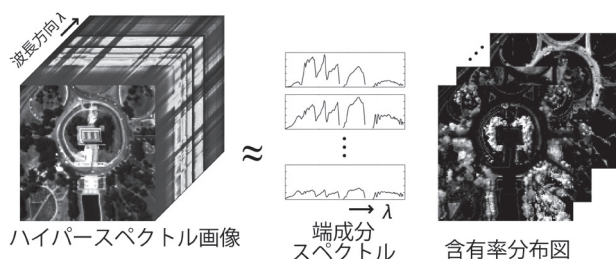 波長方向λ
≈
λ
ハイパースペクトル画像
端成分
スペクトル
含有率分布図